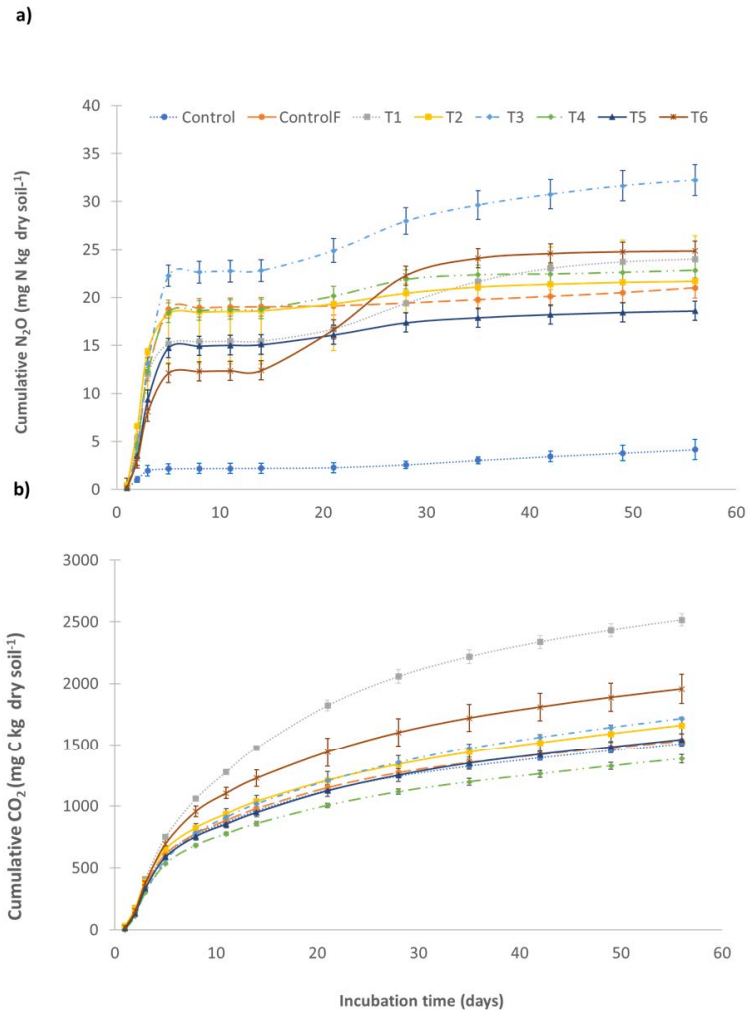 a)
40
35
30
25
20
15
10
5
0
Control ControlF T1 T2 T3 T4 T5 T6
Cumulative N₂O (mg N kg dry soil⁻¹)
0 10 20 30 40 50 60
b)
3000
2500
2000
1500
1000
500
0
Cumulative CO₂ (mg C kg dry soil⁻¹)
0 10 20 30 40 50 60
Incubation time (days)